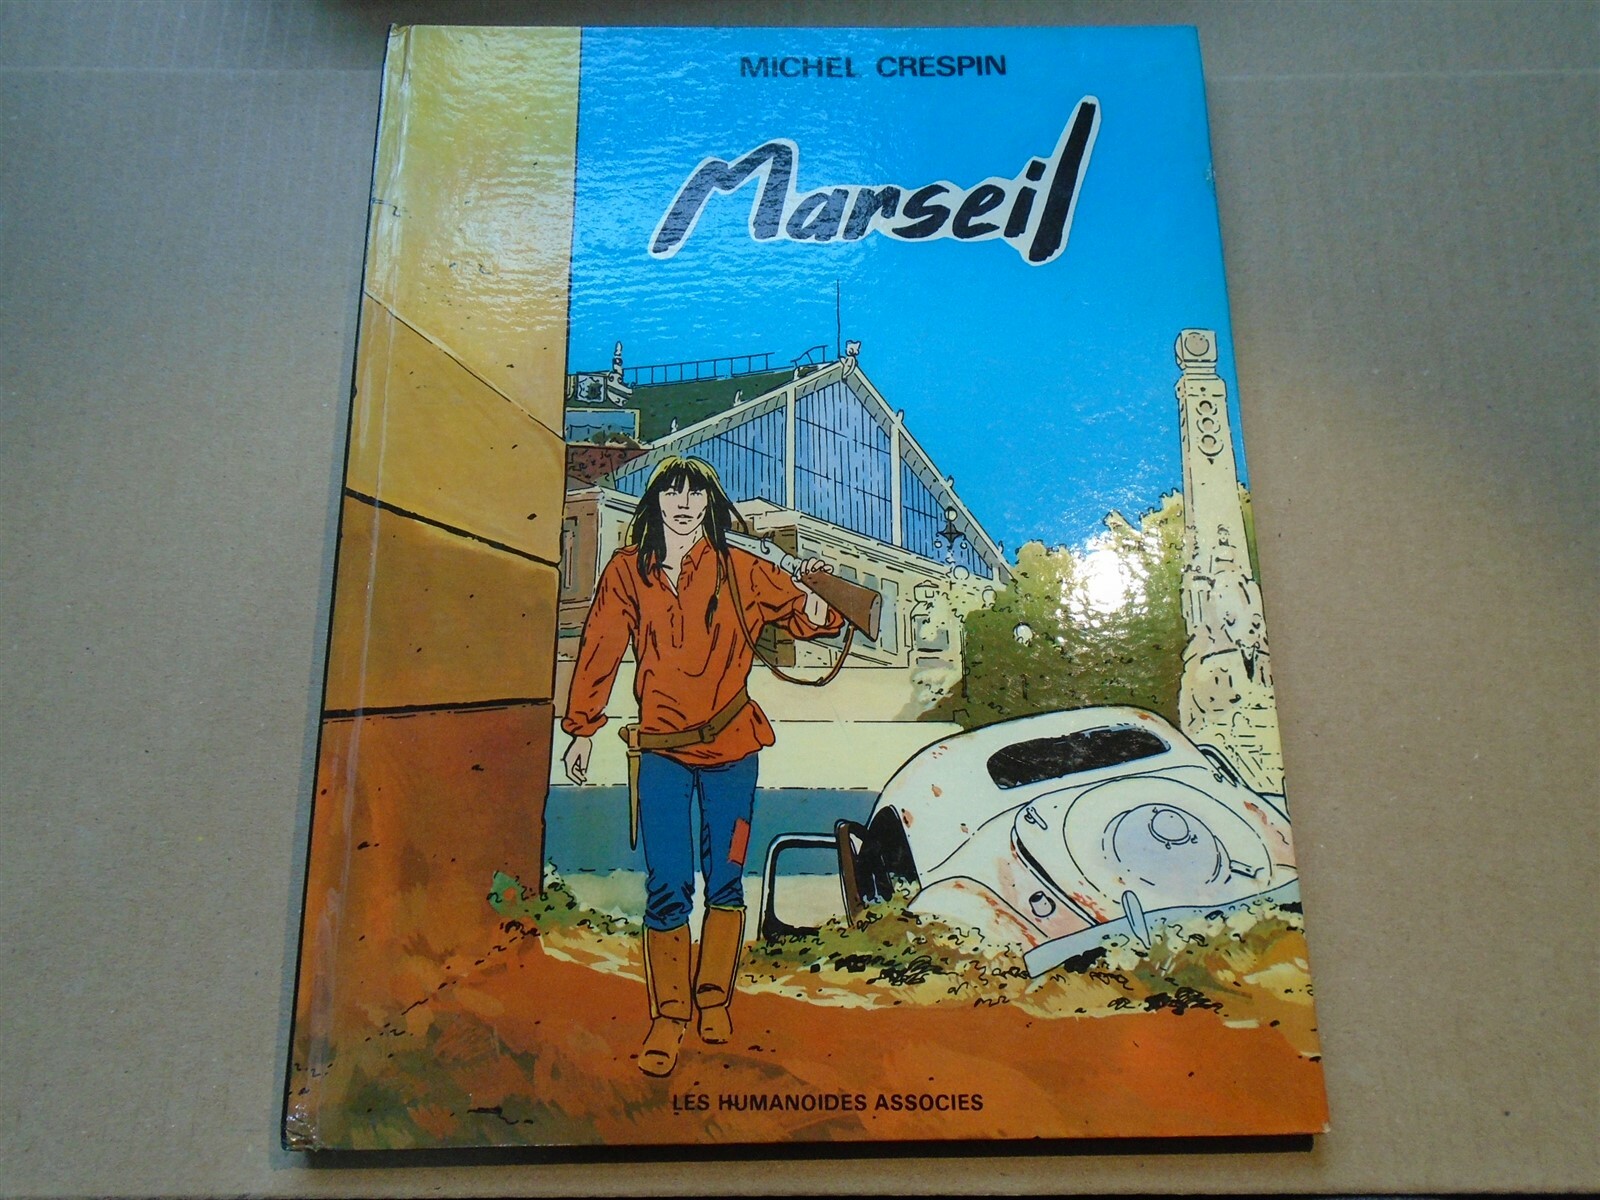 MICHEL CRESPIN
Marseil
LES HUMANOIDES ASSOCIES